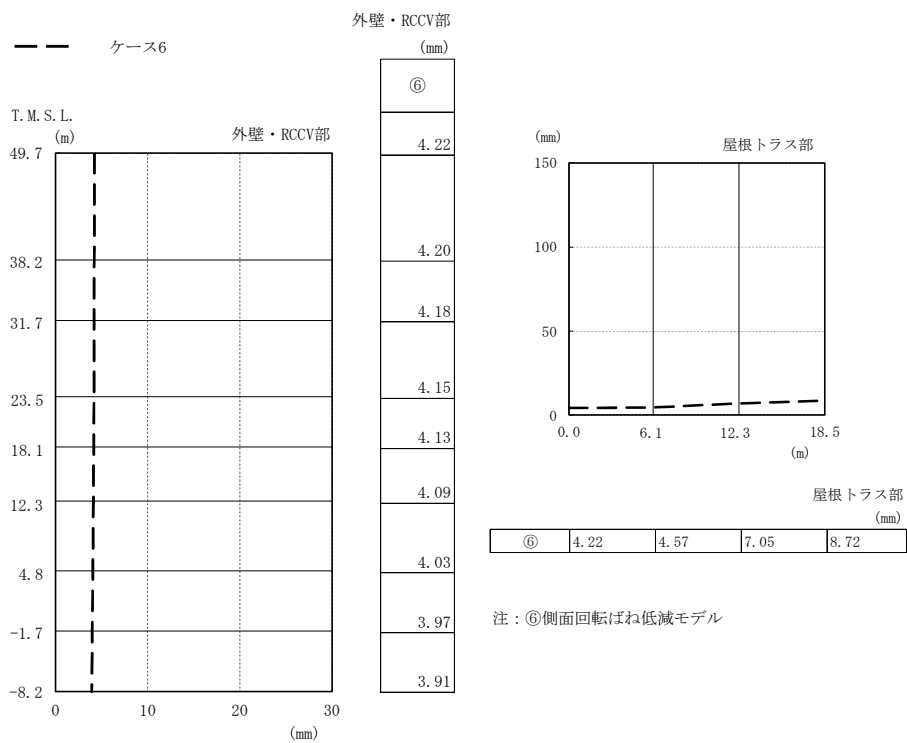 ケース6
外壁・RCCV部
(mm)
⑥
4.22
4.20
4.18
4.15
4.13
4.09
4.03
3.97
3.91
T.M.S.L.
(m)
外壁・RCCV部
49.7
38.2
31.7
23.5
18.1
12.3
4.8
-1.7
-8.2
0 10 20 30
(mm)
(mm)
屋根トラス部
150
100
50
0
0.0 6.1 12.3 18.5
(m)
屋根トラス部
(mm)
⑥ 4.22 4.57 7.05 8.72
注:⑥側面回転ばね低減モデル